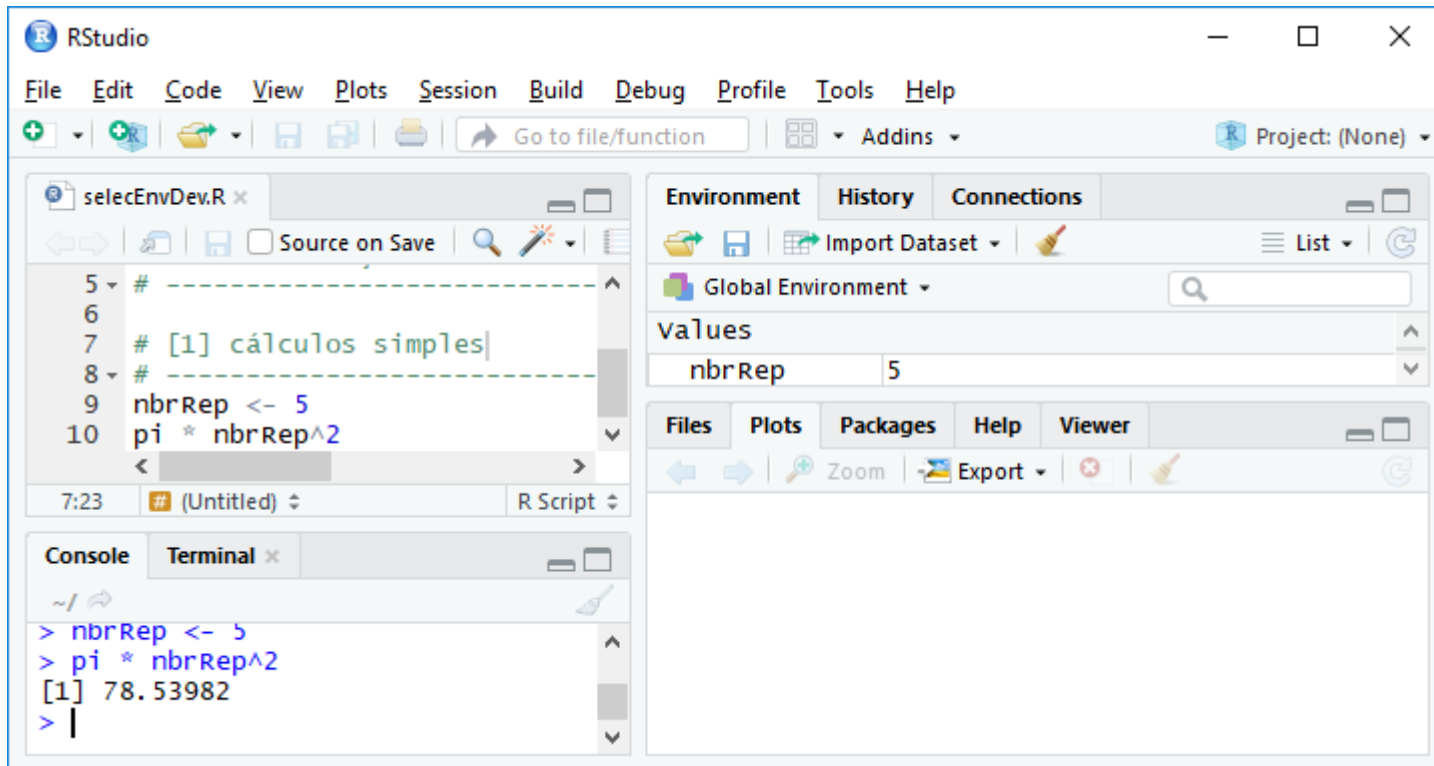 RStudio
File Edit Code View Plots Session Build Debug Profile Tools Help
Go to file/function Addins Project: (None)
selecEnvDev.R
Source on Save
5 # ---------------------------
6
7 # [1] cálculos simples
8 # ---------------------------
9 nbrRep <- 5
10 pi * nbrRep^2
7:23 # (Untitled) R Script
Console Terminal
~/
> nbrRep <- 5
> pi * nbrRep^2
[1] 78.53982
>
Environment History Connections
Import Dataset List
Global Environment
Values
nbrRep 5
Files Plots Packages Help Viewer
Zoom Export